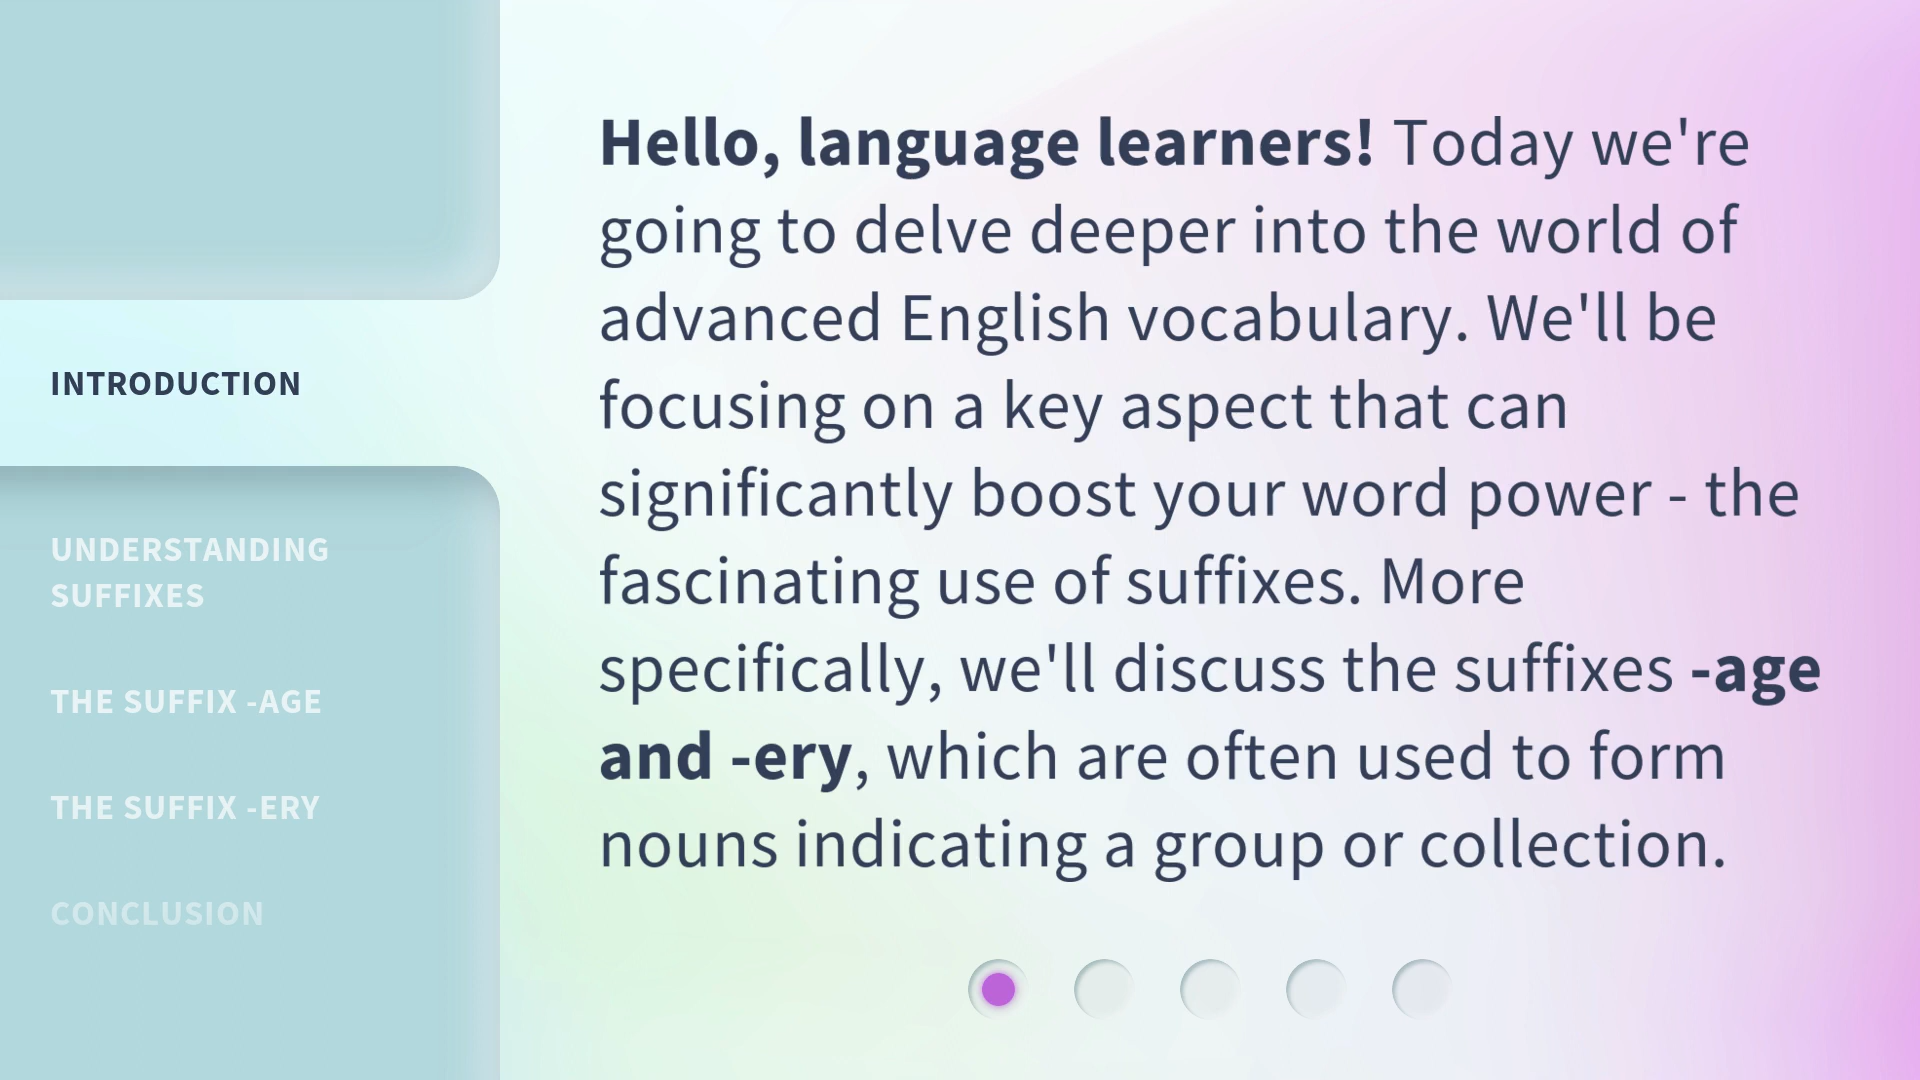 INTRODUCTION
UNDERSTANDING
SUFFIXES
THE SUFFIX -AGE
THE SUFFIX -ERY
CONCLUSION
Hello, language learners! Today we're
going to delve deeper into the world of
advanced English vocabulary. We'll be
focusing on a key aspect that can
significantly boost your word power - the
fascinating use of suffixes. More
specifically, we'll discuss the suffixes -age
and -ery, which are often used to form
nouns indicating a group or collection.